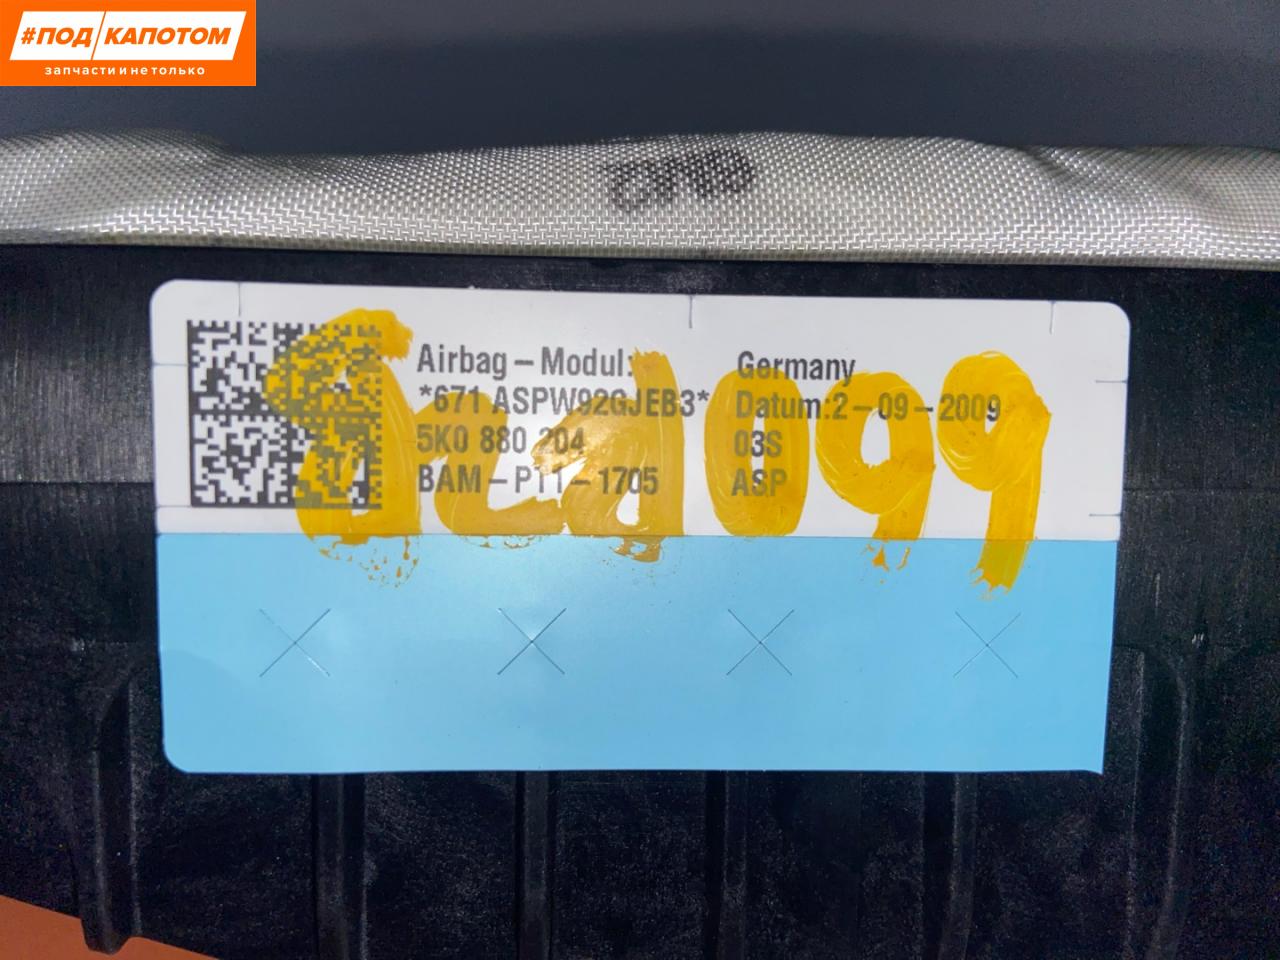 #ПОД КАПОТОМ
запчасти и не только
Airbag – Modul:
*671 ASPW92GJEB3*
5K0 880 204
BAM – PT1 – 1705
Germany
Datum:2 – 09 – 2009
03S
ASP